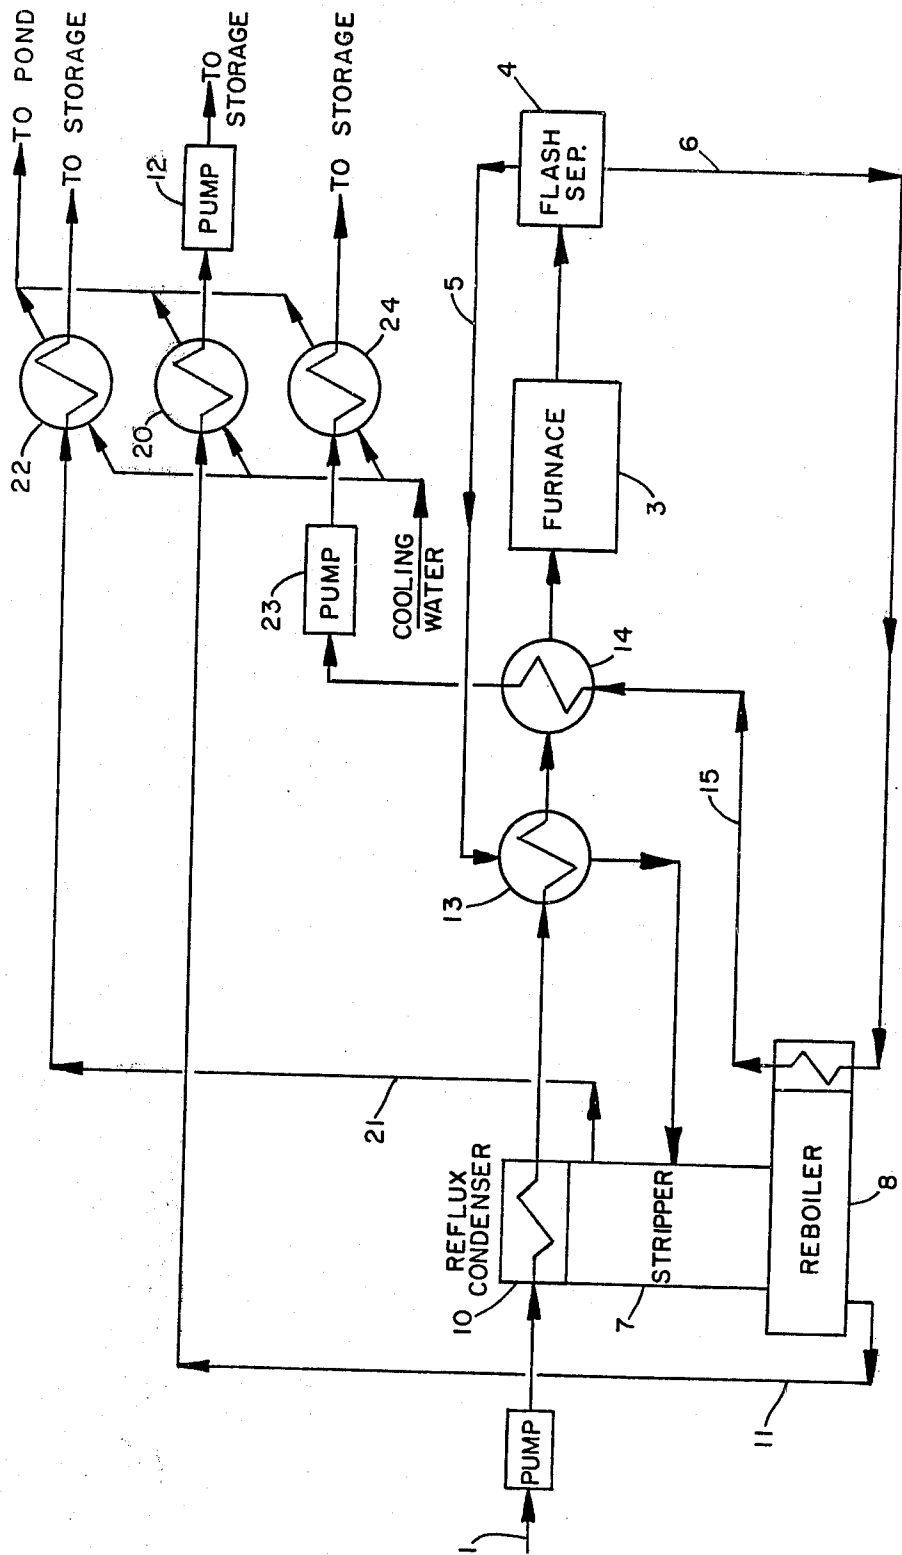 TO POND
TO STORAGE
12
PUMP
TO
STORAGE
TO STORAGE
22
20
24
23
PUMP
COOLING
WATER
4
FLASH
SEP.
5
6
FURNACE
3
14
13
15
21
REFLUX
CONDENSER
10
STRIPPER
7
REBOILER
8
11
PUMP
1